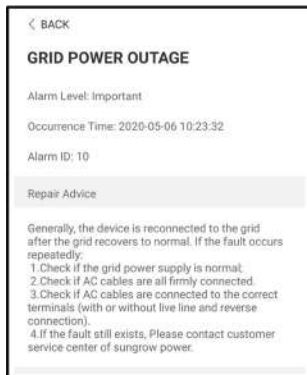 < BACK
GRID POWER OUTAGE
Alarm Level: Important
Occurrence Time: 2020-05-06 10:23:32
Alarm ID: 10
Repair Advice
Generally, the device is reconnected to the grid
after the grid recovers to normal. If the fault occurs
repeatedly:
1.Check if the grid power supply is normal;
2.Check if AC cables are all firmly connected.
3.Check if AC cables are connected to the correct
terminals (with or without live line and reverse
connection).
4.If the fault still exists, Please contact customer
service center of sungrow power.